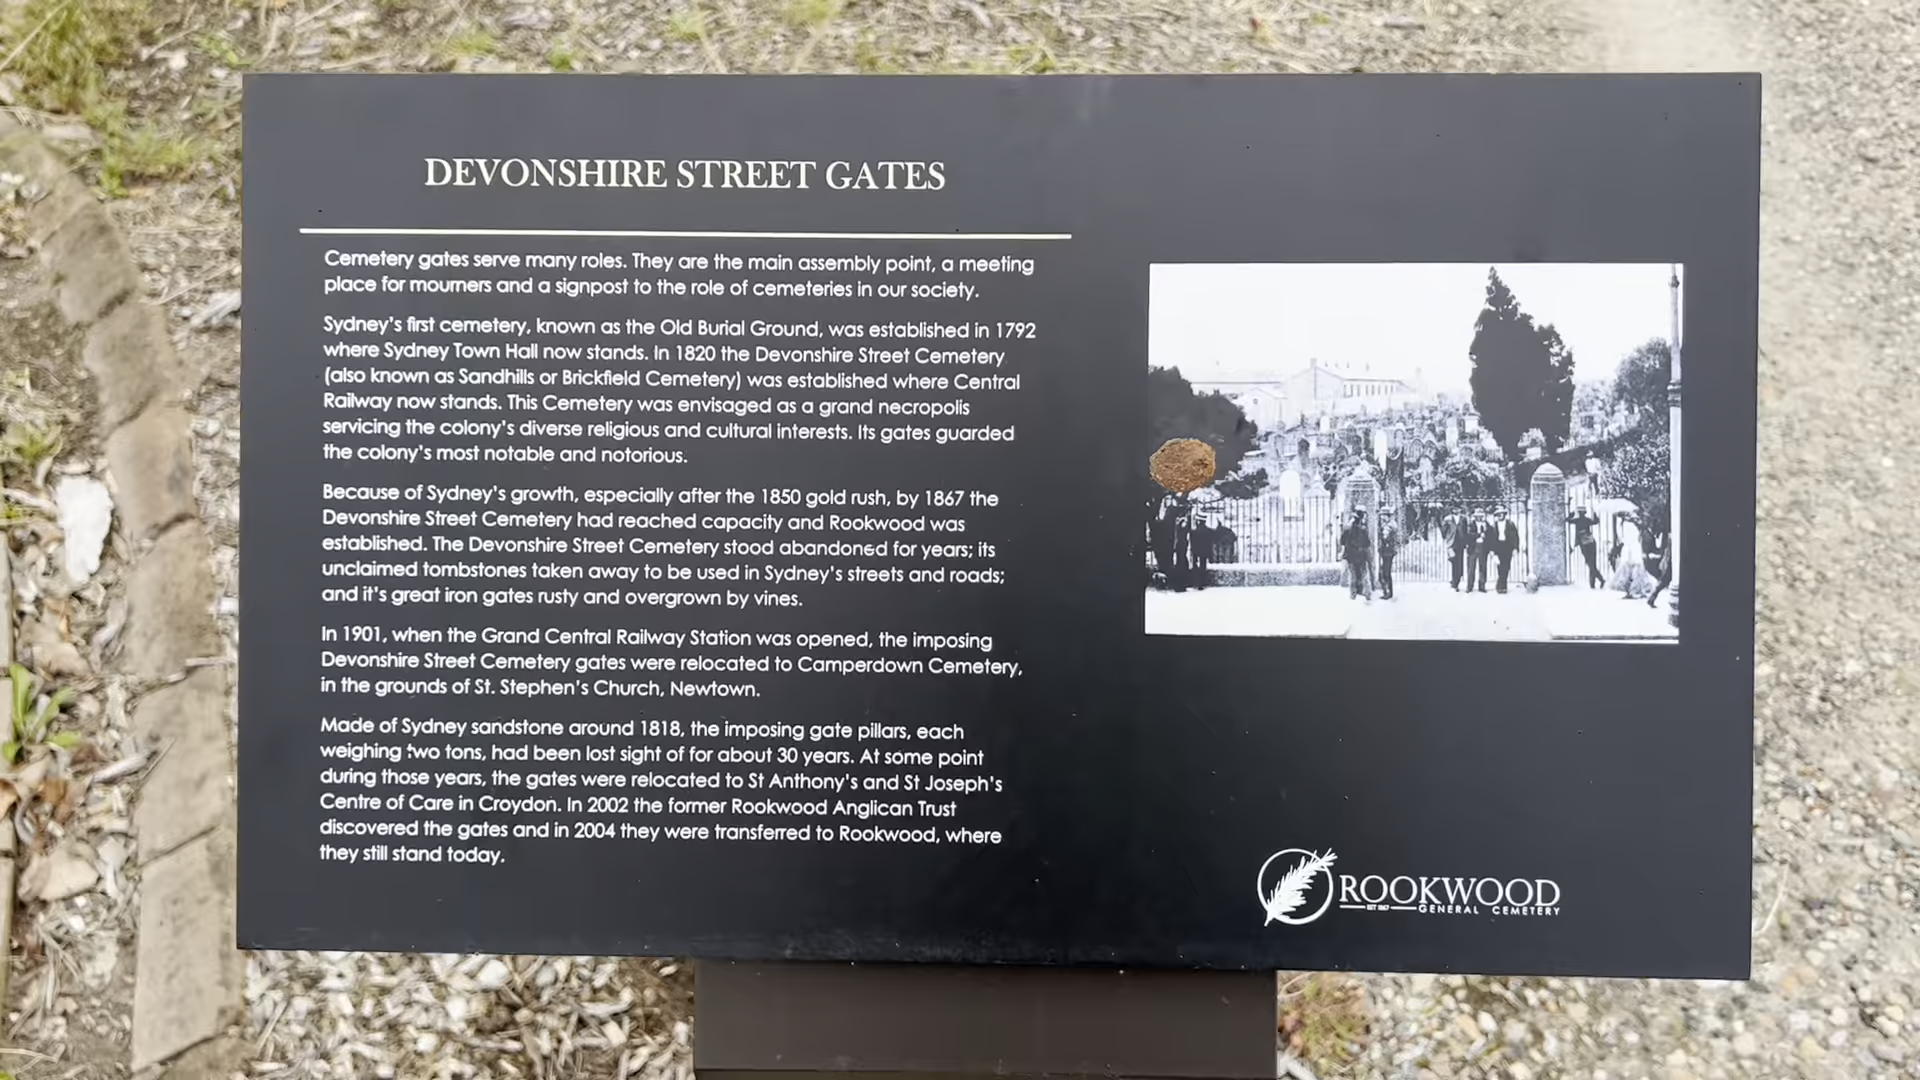 DEVONSHIRE STREET GATES
Cemetery gates serve many roles. They are the main assembly point, a meeting
place for mourners and a signpost to the role of cemeteries in our society.
Sydney's first cemetery, known as the Old Burial Ground, was established in 1792
where Sydney Town Hall now stands. In 1820 the Devonshire Street Cemetery
(also known as Sandhills or Brickfield Cemetery) was established where Central
Railway now stands. This Cemetery was envisaged as a grand necropolis
servicing the colony's diverse religious and cultural interests. Its gates guarded
the colony's most notable and notorious.
Because of Sydney's growth, especially after the 1850 gold rush, by 1867 the
Devonshire Street Cemetery had reached capacity and Rookwood was
established. The Devonshire Street Cemetery stood abandoned for years; its
unclaimed tombstones taken away to be used in Sydney's streets and roads;
and it's great iron gates rusty and overgrown by vines.
In 1901, when the Grand Central Railway Station was opened, the imposing
Devonshire Street Cemetery gates were relocated to Camperdown Cemetery,
in the grounds of St. Stephen's Church, Newtown.
Made of Sydney sandstone around 1818, the imposing gate pillars, each
weighing two tons, had been lost sight of for about 30 years. At some point
during those years, the gates were relocated to St Anthony's and St Joseph's
Centre of Care in Croydon. In 2002 the former Rookwood Anglican Trust
discovered the gates and in 2004 they were transferred to Rookwood, where
they still stand today.
ROOKWOOD
EST 1867 GENERAL CEMETERY